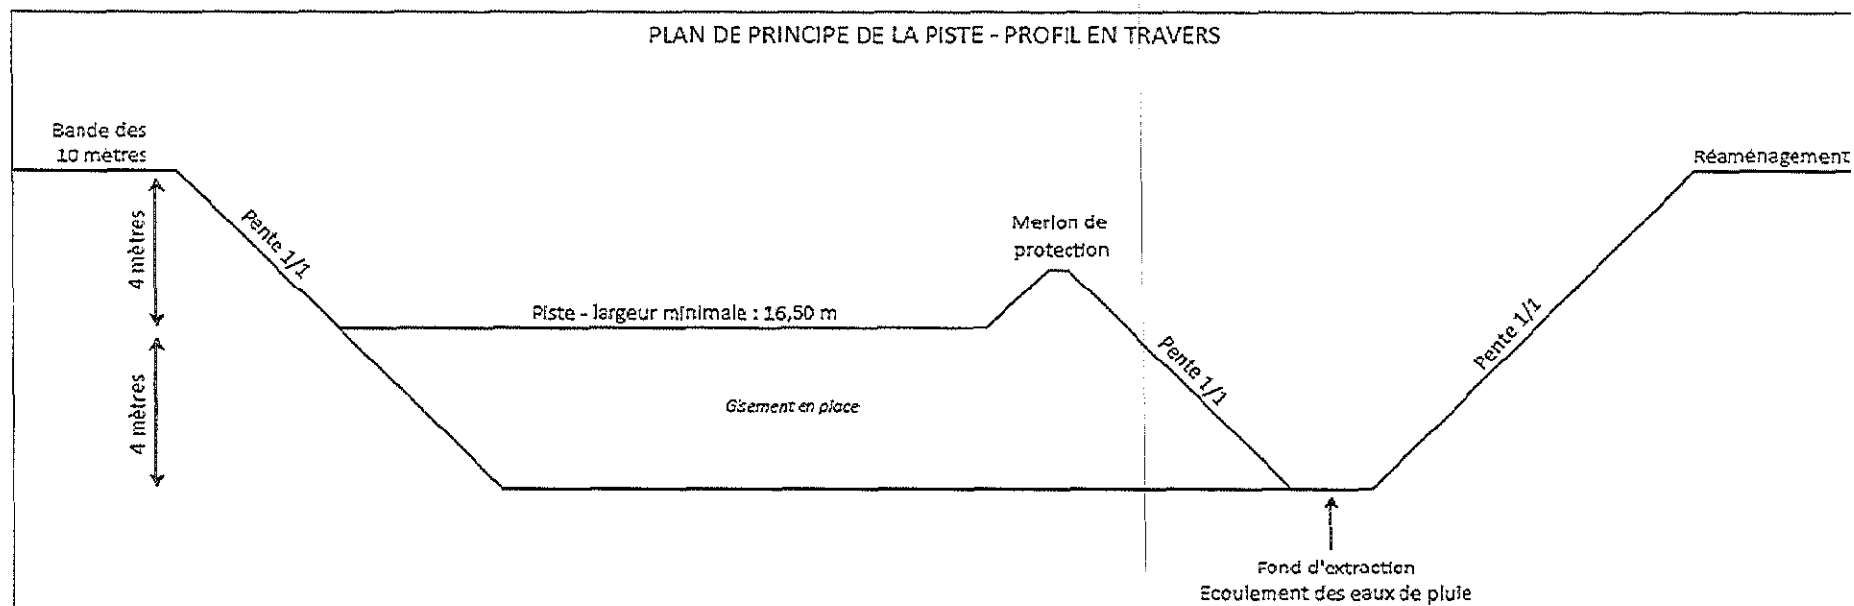 PLAN DE PRINCIPE DE LA PISTE - PROFIL EN TRAVERS
Bande des
10 mètres
Réaménagement
4 mètres
Pente 1/1
Merlon de
protection
Piste - largeur minimale : 16,50 m
Pente 1/1
Pente 1/1
4 mètres
Gisement en place
Fond d'extraction
Ecoulement des eaux de pluie